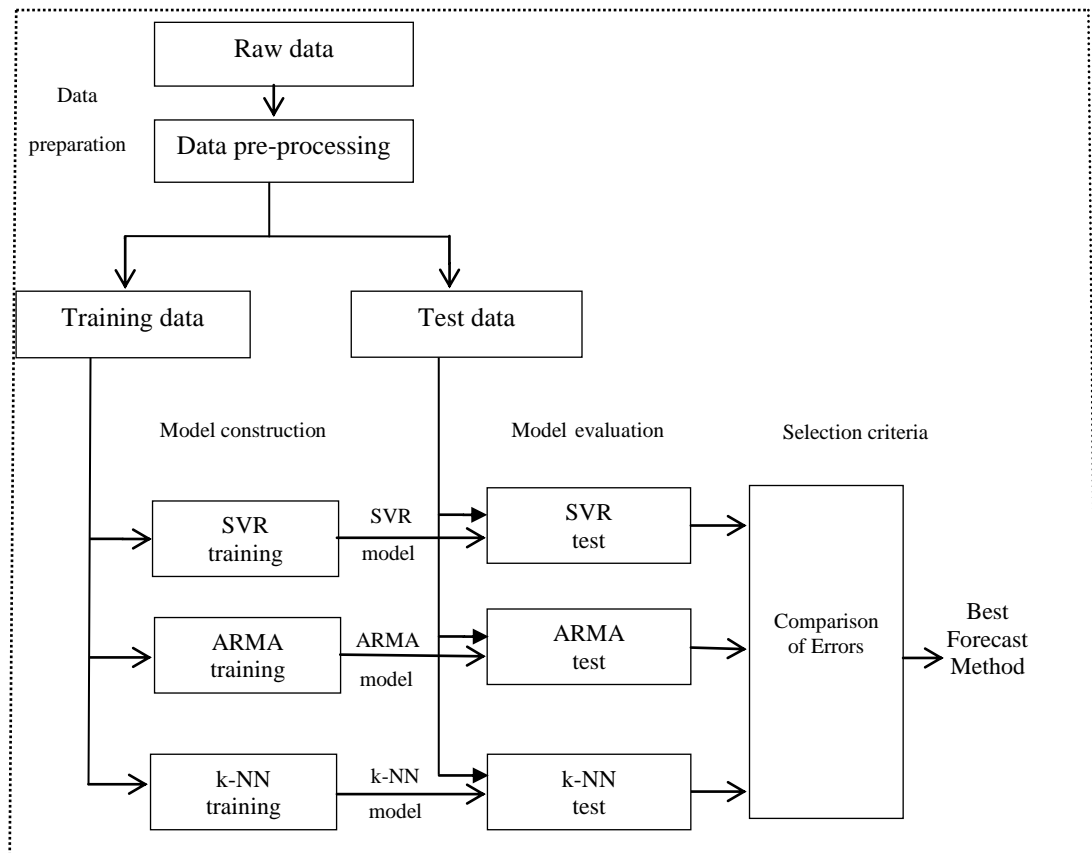 Raw data
Data
preparation
Data pre-processing
Training data
Test data
Model construction
Model evaluation
Selection criteria
SVR
training
SVR
model
SVR
test
ARMA
training
ARMA
model
ARMA
test
k-NN
training
k-NN
model
k-NN
test
Comparison
of Errors
Best
Forecast
Method